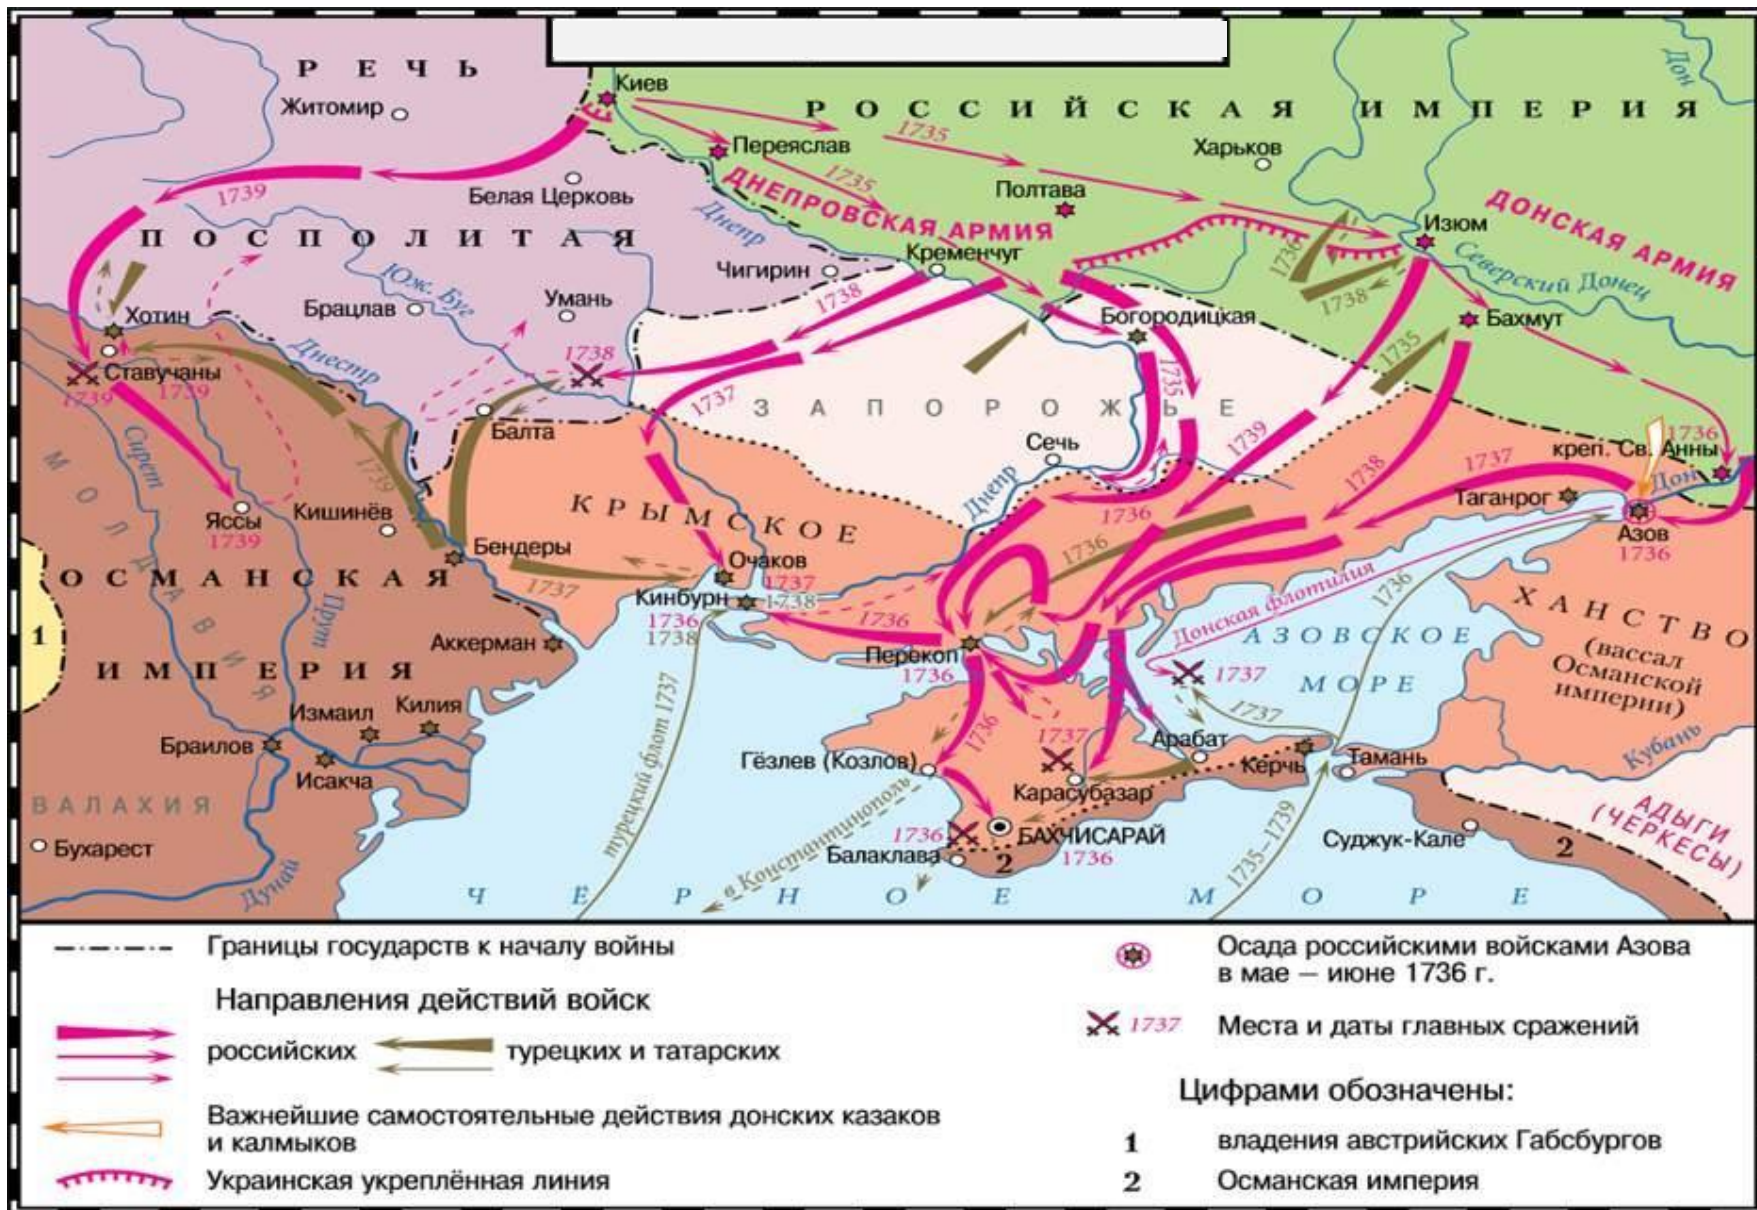 РЕЧЬ
ПОСПОЛИТАЯ
РОССИЙСКАЯ ИМПЕРИЯ
Дон
Киев
Житомир
Переяслав
1735
Харьков
Белая Церковь
1739
1735
Полтава
ДНЕПРОВСКАЯ АРМИЯ
ДОНСКАЯ АРМИЯ
Изюм
Северский Донец
Днепр
Кременчуг
Чигирин
1736
1738
1738
Юж. Буг
Умань
Брацлав
Хотин
Богородицкая
Бахмут
Днестр
1738
1735
1735
Ставучаны
1739
1739
1737
ЗАПОРОЖЬЕ
Балта
Сечь
1739
1736
креп. Св. Анны
Сирет
МОЛДАВИЯ
1739
1738
1737
Дон
Таганрог
Днепр
КРЫМСКОЕ
Яссы
1739
Кишинёв
1736
Азов
1736
Бендеры
1736
Очаков
1737
ОСМАНСКАЯ
ИМПЕРИЯ
1737
Кинбурн
1738
1736
1738
1736
Донская флотилия
1736
ХАНСТВО
(вассал
Османской
империи)
1
Прут
Аккерман
Перекоп
1736
АЗОВСКОЕ
МОРЕ
1737
турецкий флот 1737
1736
1737
1737
Измаил
Килия
Браилов
Исакча
Арабат
Гёзлев (Козлов)
Керчь
Тамань
Кубань
Карасубазар
ВАЛАХИЯ
в Константинополь
1735–1739
АДЫГИ
(ЧЕРКЕСЫ)
1736
БАХЧИСАРАЙ
1736
Суджук-Кале
2
Бухарест
Балаклава
2
Дунай
ЧЁРНОЕ МОРЕ
Границы государств к началу войны
Направления действий войск
российских
турецких и татарских
Важнейшие самостоятельные действия донских казаков
и калмыков
Украинская укреплённая линия
Осада российскими войсками Азова
в мае – июне 1736 г.
1737
Места и даты главных сражений
Цифрами обозначены:
1 владения австрийских Габсбургов
2 Османская империя